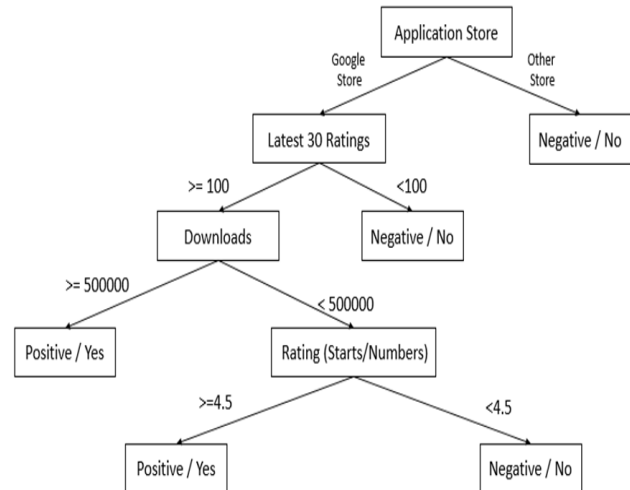 Application Store
Google
Store
Other
Store
Latest 30 Ratings
Negative / No
>= 100
<100
Downloads
Negative / No
>= 500000
< 500000
Positive / Yes
Rating (Starts/Numbers)
>=4.5
<4.5
Positive / Yes
Negative / No